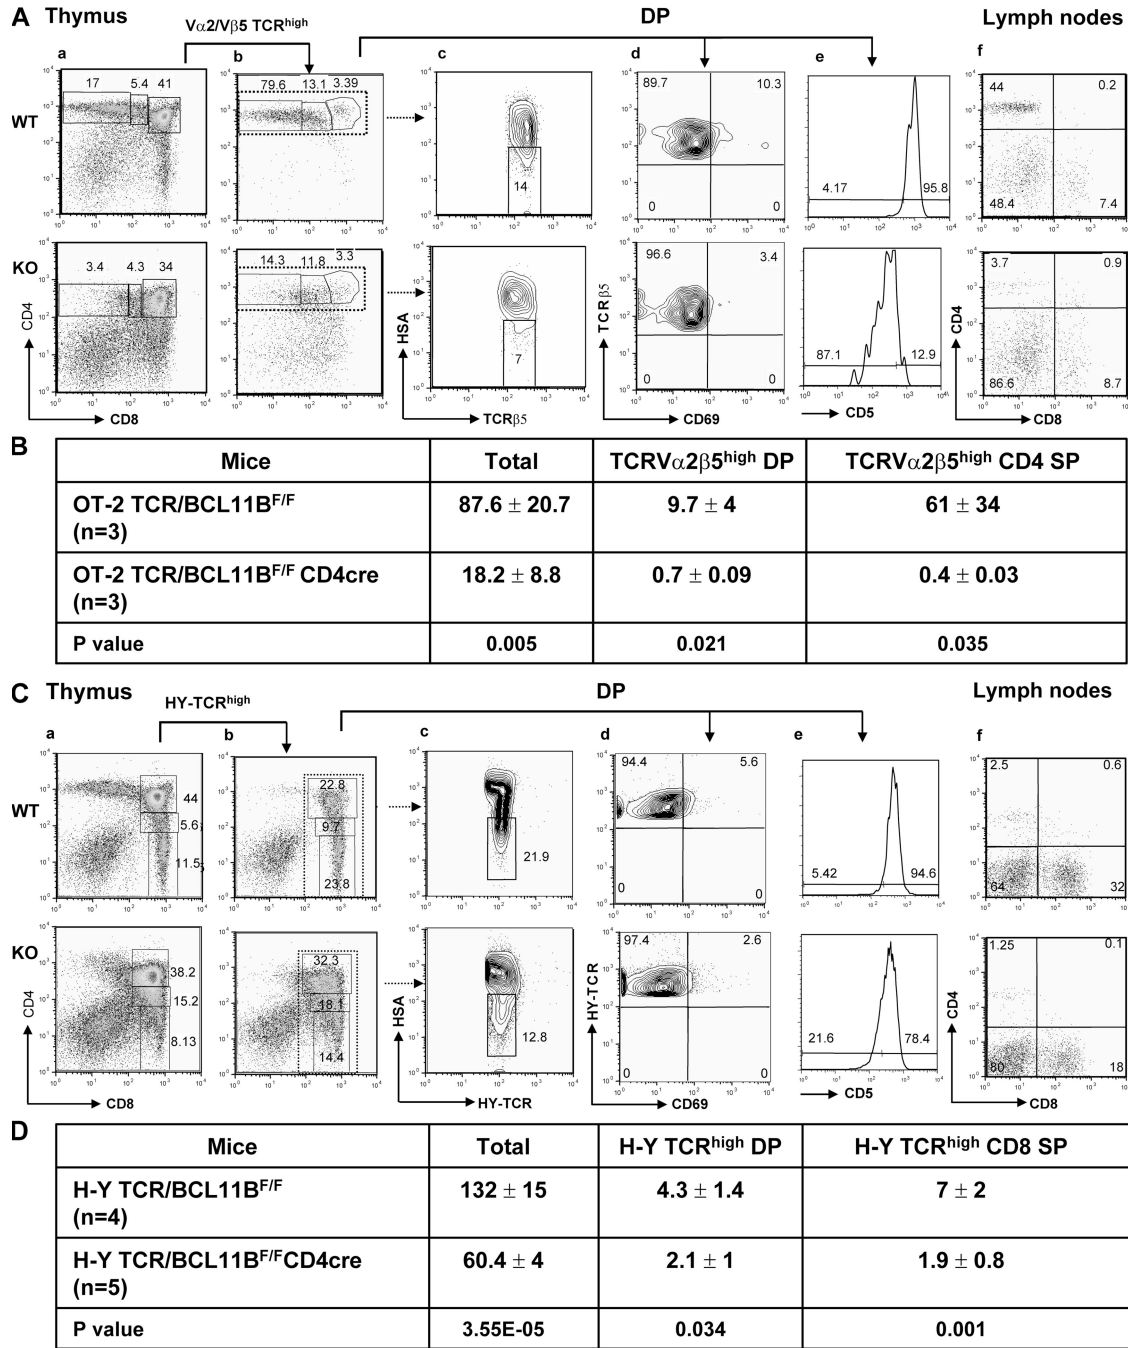 A Thymus DP Lymph nodes
Vα2/Vβ5 TCRhigh
a b c d e f
WT
17 5.4 41
79.6 13.1 3.39
14
89.7 10.3
0 0
4.17 95.8
44 0.2
48.4 7.4
KO
3.4 4.3 34
14.3 11.8 3.3
7
96.6 3.4
0 0
87.1 12.9
3.7 0.9
86.6 8.7
CD4
CD8
HSA
TCRβ5
TCRβ5
CD69
CD5
CD4
CD8
B
Mice Total TCRVα2β5high DP TCRVα2β5high CD4 SP
OT-2 TCR/BCL11BF/F
(n=3)
87.6 ± 20.7 9.7 ± 4 61 ± 34
OT-2 TCR/BCL11BF/F CD4cre
(n=3)
18.2 ± 8.8 0.7 ± 0.09 0.4 ± 0.03
P value 0.005 0.021 0.035
C Thymus DP Lymph nodes
HY-TCRhigh
a b c d e f
WT
44
5.6
11.5
22.8
9.7
23.8
21.9
94.4 5.6
0 0
5.42 94.6
2.5 0.6
64 32
KO
38.2
15.2
8.13
32.3
18.1
14.4
12.8
97.4 2.6
0 0
21.6 78.4
1.25 0.1
80 18
CD4
CD8
HSA
HY-TCR
HY-TCR
CD69
CD5
CD4
CD8
D
Mice Total H-Y TCRhigh DP H-Y TCRhigh CD8 SP
H-Y TCR/BCL11BF/F
(n=4)
132 ± 15 4.3 ± 1.4 7 ± 2
H-Y TCR/BCL11BF/FCD4cre
(n=5)
60.4 ± 4 2.1 ± 1 1.9 ± 0.8
P value 3.55E-05 0.034 0.001